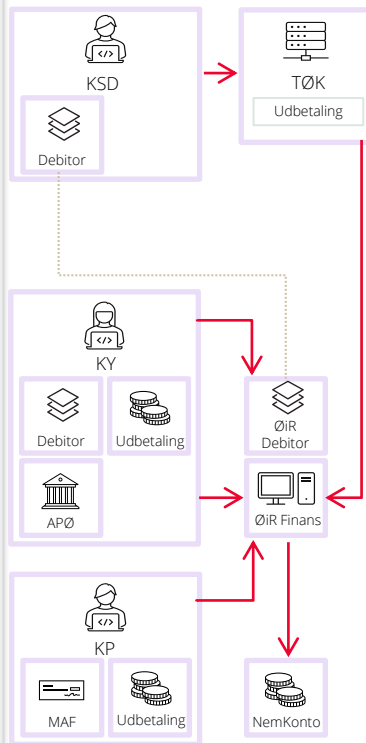 KSD
Debitor
TØK
Udbetaling
KY
Debitor
Udbetaling
APØ
ØiR
Debitor
ØiR Finans
KP
MAF
Udbetaling
NemKonto